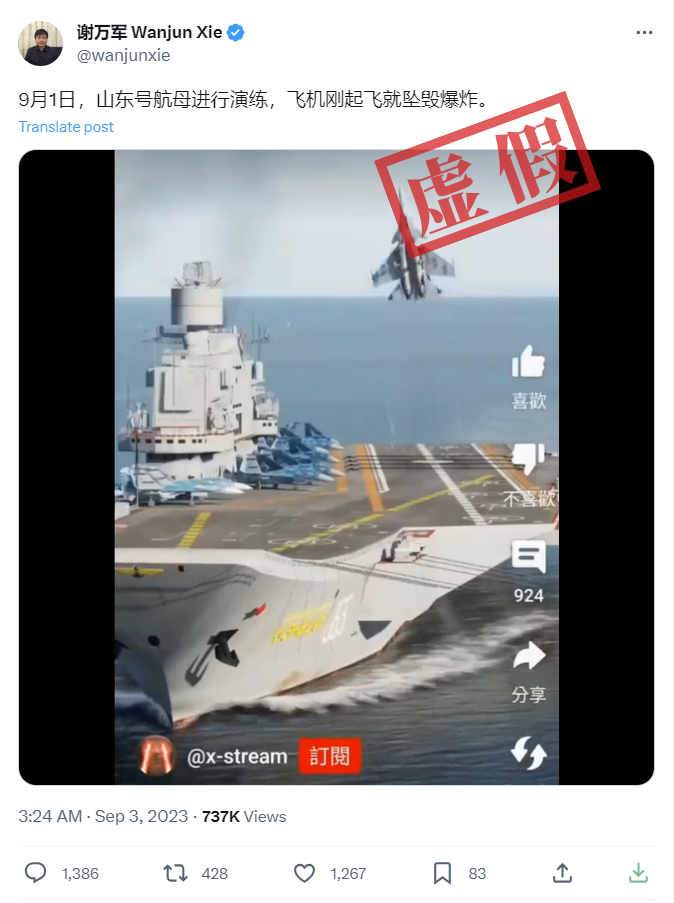 谢万军 Wanjun Xie
@wanjunxie
9月1日，山东号航母进行演练，飞机刚起飞就坠毁爆炸。
Translate post
虚假
喜歡
不喜歡
924
分享
@x-stream 訂閱
3:24 AM · Sep 3, 2023 · 737K Views
1,386 428 1,267 83